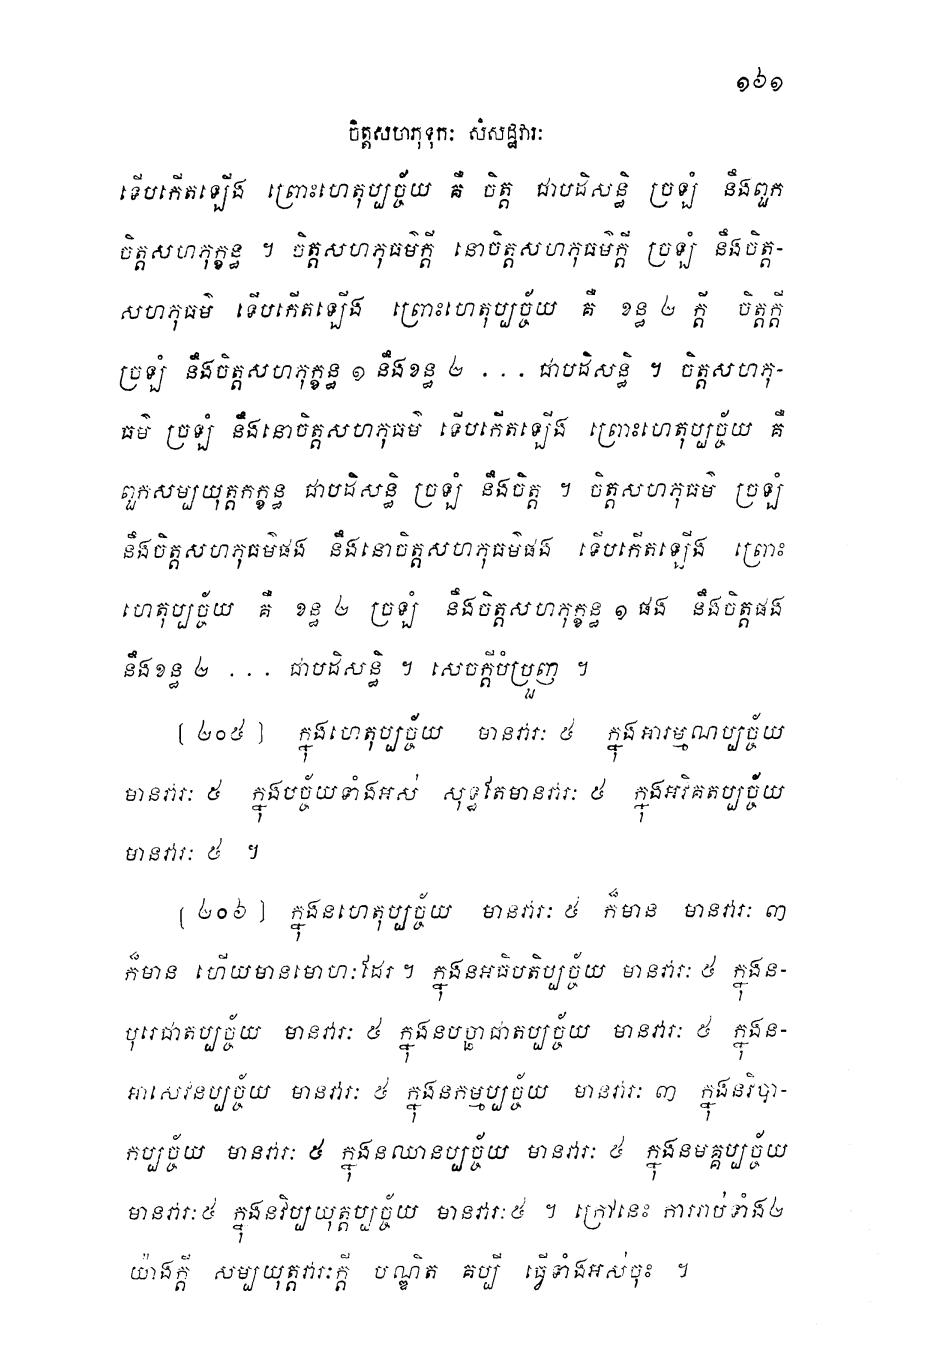 ១៦១
ចិត្តសហភុទុកៈ សំសដ្ឋវារៈ
ទើបកើតឡើង ព្រោះហេតុប្បច្ច័យ គឺ ចិត្ត ជាបដិសន្ធិ ច្រឡំ នឹងពួក
ចិត្តសហភុក្ខន្ធ ។ ចិត្តសហភុធម៌ក្តី នោចិត្តសហភុធម៌ក្តី ច្រឡំ នឹងចិត្ត-
សហភុធម៌ ទើបកើតឡើង ព្រោះហេតុប្បច្ច័យ គឺ ខន្ធ ២ ក្តី ចិត្តក្តី
ច្រឡំ នឹងចិត្តសហភុក្ខន្ធ ១ នឹងខន្ធ ២ ... ជាបដិសន្ធិ ។ ចិត្តសហភុ-
ធម៌ ច្រឡំ នឹងនោចិត្តសហភុធម៌ ទើបកើតឡើង ព្រោះហេតុប្បច្ច័យ គឺ
ពួកសម្បយុត្តកក្ខន្ធ ជាបដិសន្ធិ ច្រឡំ នឹងចិត្ត ។ ចិត្តសហភុធម៌ ច្រឡំ
នឹងចិត្តសហភុធម៌ផង នឹងនោចិត្តសហភុធម៌ផង ទើបកើតឡើង ព្រោះ
ហេតុប្បច្ច័យ គឺ ខន្ធ ២ ច្រឡំ នឹងចិត្តសហភុក្ខន្ធ ១ ផង នឹងចិត្តផង
នឹងខន្ធ ២ ... ជាបដិសន្ធិ ។ សេចក្តីបំប្រួញ ។
[២០៥] ក្នុងហេតុប្បច្ច័យ មានវារៈ ៥ ក្នុងអារម្មណប្បច្ច័យ
មានវារៈ ៥ ក្នុងបច្ច័យទាំងអស់ សុទ្ធតែមានវារៈ ៥ ក្នុងអវិគតប្បច្ច័យ
មានវារៈ ៥ ។
[២០៦] ក្នុងនហេតុប្បច្ច័យ មានវារៈ ៥ ក៏មាន មានវារៈ ៣
ក៏មាន ហើយមានមោហៈដែរ ។ ក្នុងនអធិបតិប្បច្ច័យ មានវារៈ ៥ ក្នុងន-
បុរេជាតប្បច្ច័យ មានវារៈ ៥ ក្នុងនបច្ឆាជាតប្បច្ច័យ មានវារៈ ៥ ក្នុងន-
អាសេវនប្បច្ច័យ មានវារៈ ៥ ក្នុងនកម្មប្បច្ច័យ មានវារៈ ៣ ក្នុងនវិបា-
កប្បច្ច័យ មានវារៈ ៥ ក្នុងនឈានប្បច្ច័យ មានវារៈ ៥ ក្នុងនមគ្គប្បច្ច័យ
មានវារៈ ៥ ក្នុងនវិប្បយុត្តប្បច្ច័យ មានវារៈ ៥ ។ ក្រៅនេះ ការរាប់ទាំង២
យ៉ាងក្តី សម្បយុត្តវារៈក្តី បណ្ឌិត គប្បី ធ្វើទាំងអស់ចុះ ។